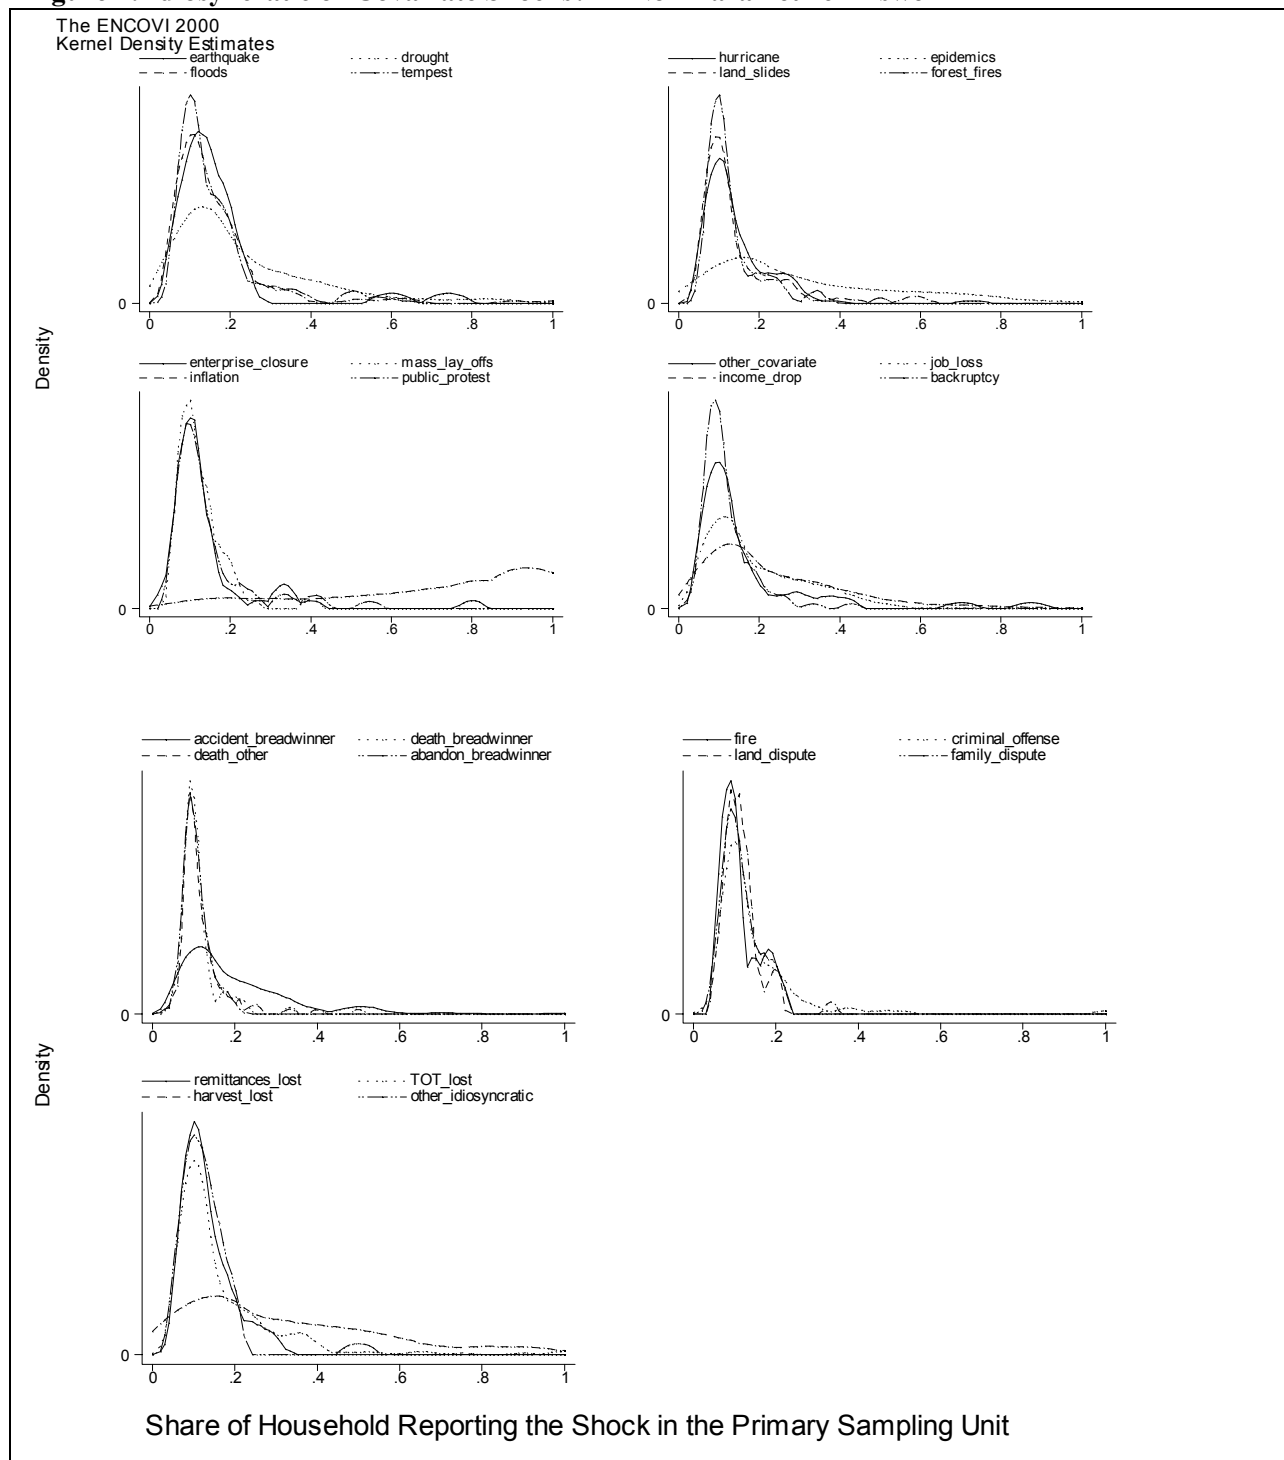 The ENCOVI 2000
Kernel Density Estimates
earthquake drought
floods tempest
hurricane epidemics
land_slides forest_fires
0
0 .2 .4 .6 .8 1
0
0 .2 .4 .6 .8 1
Density
enterprise_closure mass_lay_offs
inflation public_protest
other_covariate job_loss
income_drop backruptcy
0
0 .2 .4 .6 .8 1
0
0 .2 .4 .6 .8 1
accident_breadwinner death_breadwinner
death_other abandon_breadwinner
fire criminal_offense
land_dispute family_dispute
0
0 .2 .4 .6 .8 1
0
0 .2 .4 .6 .8 1
Density
remittances_lost TOT_lost
harvest_lost other_idiosyncratic
0
0 .2 .4 .6 .8 1
Share of Household Reporting the Shock in the Primary Sampling Unit